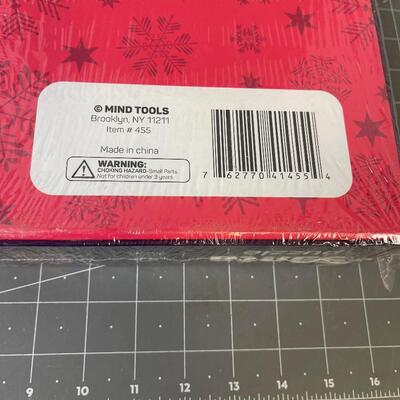 © MIND TOOLS
Brooklyn, NY 11211
Item # 455
Made in china
WARNING:
CHOKING HAZARD-Small Parts.
Not for children under 3 years.
7 62770 41455 4
9 10 11 12 13 14 15 16